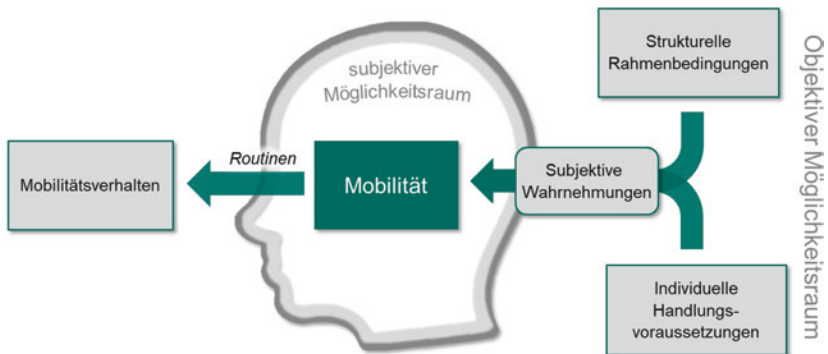 subjektiver
Möglichkeitsraum
Strukturelle
Rahmenbedingungen
Objektiver Möglichkeitsraum
Mobilitätsverhalten
Routinen
Mobilität
Subjektive
Wahrnehmungen
Individuelle
Handlungs-
voraussetzungen